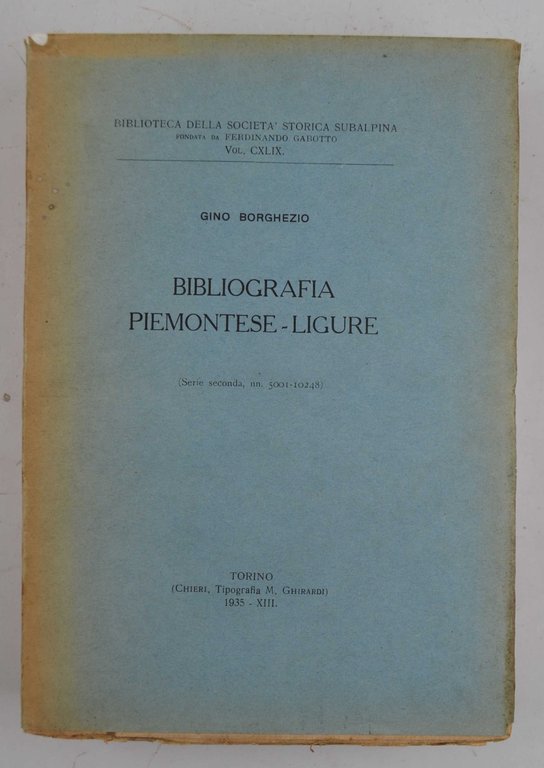 BIBLIOTECA DELLA SOCIETA' STORICA SUBALPINA
FONDATA DA FERDINANDO GABOTTO
VOL. CXLIX.
GINO BORGHEZIO
BIBLIOGRAFIA
PIEMONTESE-LIGURE
(Serie seconda, nn. 5001-10248)
TORINO
(CHIERI, Tipografia M. GHIRARDI)
1935 - XIII.